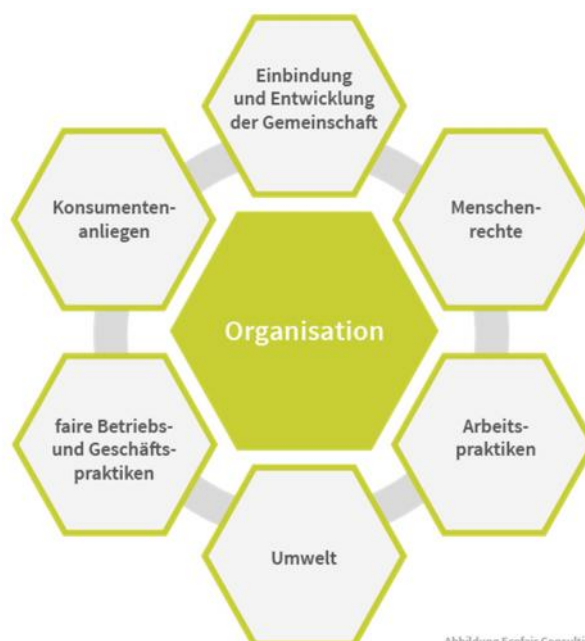 Einbindung
und Entwicklung
der Gemeinschaft
Konsumenten-
anliegen
Menschen-
rechte
Organisation
faire Betriebs-
und Geschäfts-
praktiken
Arbeits-
praktiken
Umwelt